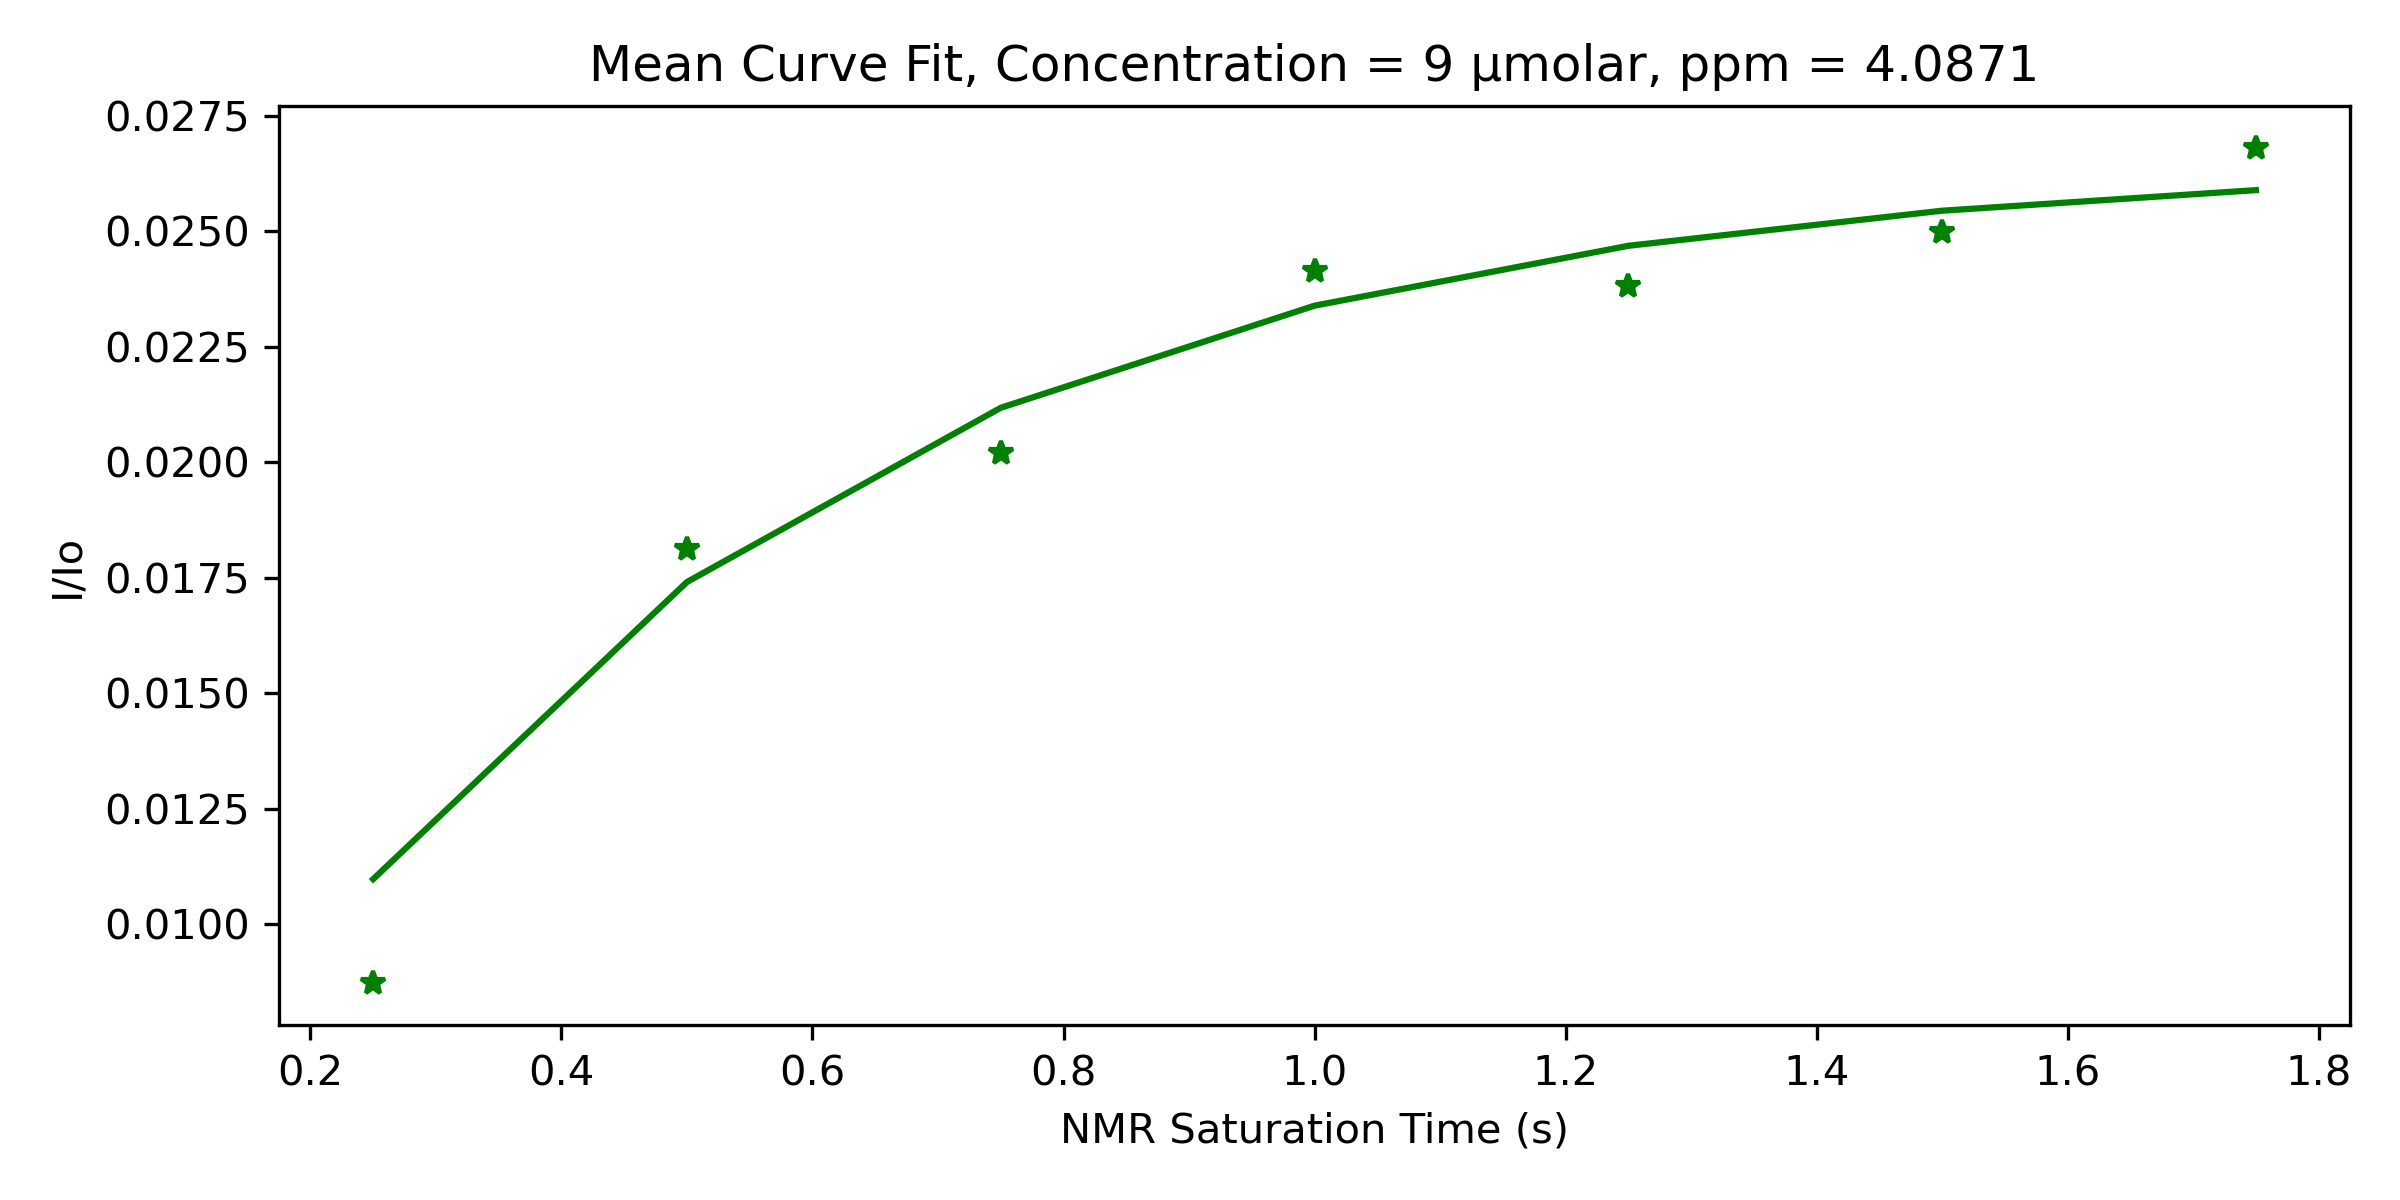 Mean Curve Fit, Concentration = 9 µmolar, ppm = 4.0871
0.0275
0.0250
0.0225
0.0200
0.0175
0.0150
0.0125
0.0100
I/Io
0.2 0.4 0.6 0.8 1.0 1.2 1.4 1.6 1.8
NMR Saturation Time (s)